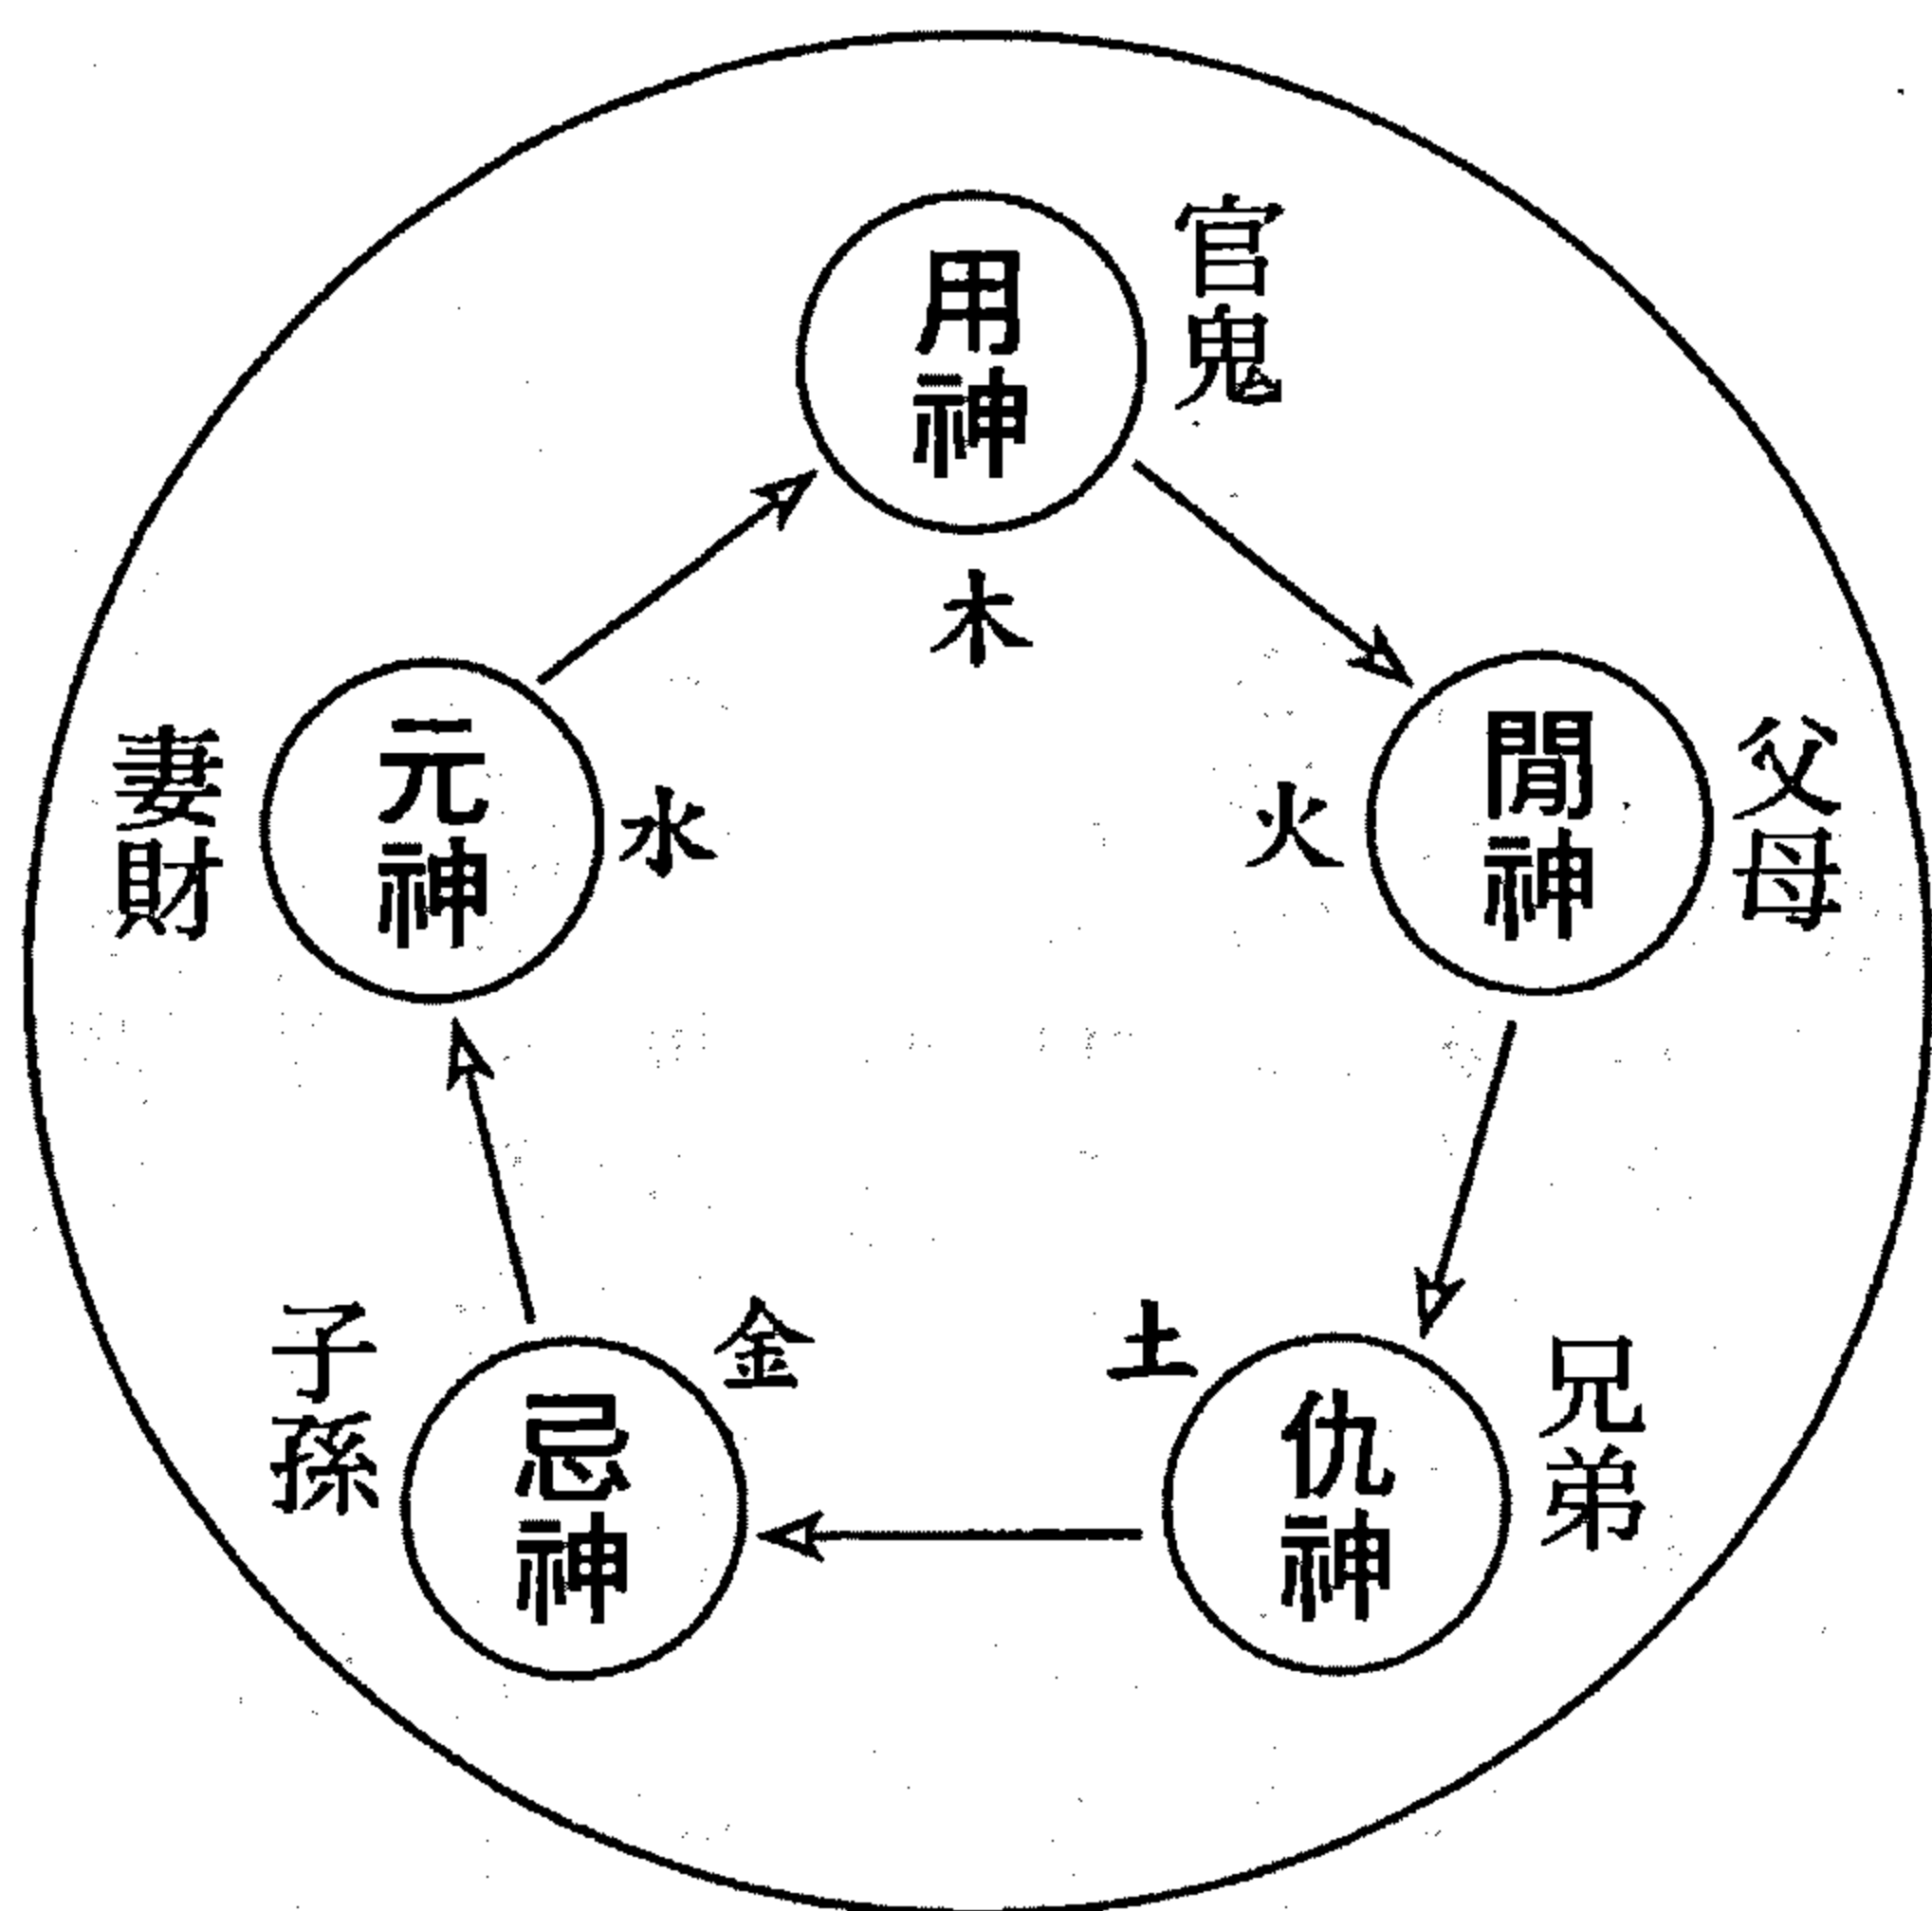 用神
官鬼
木
元神
妻財
水
火
閒神
父母
子孫
忌神
金
土
仇神
兄弟